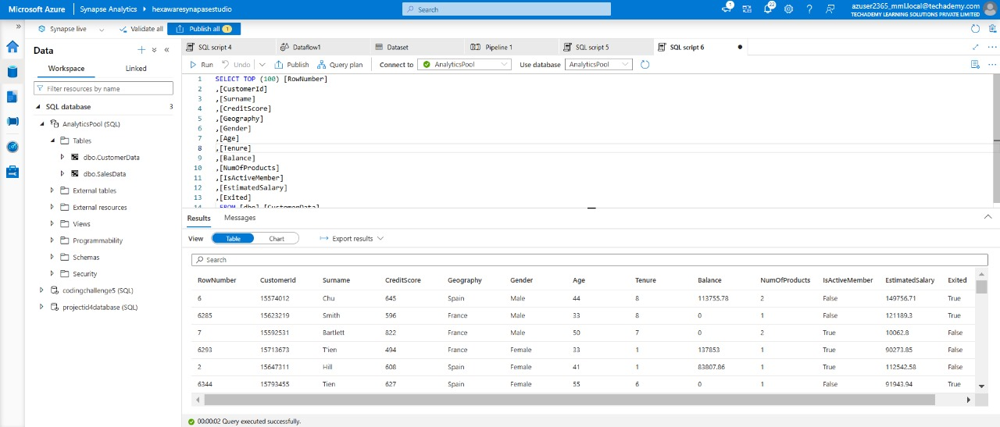 Microsoft Azure Synapse Analytics hexawaresynapasestudio Search 1 22 azuser2365_mml.local@techademy.com
TECHADEMY LEARNING SOLUTIONS PRIVATE LIMITED
Synapse live Validate all Publish all 1
Data
Workspace Linked
Filter resources by name
SQL database 3
AnalyticsPool (SQL)
Tables
dbo.CustomerData
dbo.SalesData
External tables
External resources
Views
Programmability
Schemas
Security
codingchallenge5 (SQL)
projectid4database (SQL)
SQL script 4 Dataflow1 Dataset Pipeline 1 SQL script 5 SQL script 6
Run Undo Publish Query plan Connect to AnalyticsPool Use database AnalyticsPool
1 SELECT TOP (100) [RowNumber]
2 ,[CustomerId]
3 ,[Surname]
4 ,[CreditScore]
5 ,[Geography]
6 ,[Gender]
7 ,[Age]
8 ,[Tenure]
9 ,[Balance]
10 ,[NumOfProducts]
11 ,[IsActiveMember]
12 ,[EstimatedSalary]
13 ,[Exited]
14 FROM [dbo].[CustomerData]
Results Messages
View Table Chart Export results
Search
RowNumber CustomerId Surname CreditScore Geography Gender Age Tenure Balance NumOfProducts IsActiveMember EstimatedSalary Exited
6 15574012 Chu 645 Spain Male 44 8 113755.78 2 False 149756.71 True
6285 15623219 Smith 596 France Male 33 8 0 1 False 121189.3 True
7 15592531 Bartlett 822 France Male 50 7 0 2 True 10062.8 False
6293 15713673 T'ien 494 France Female 33 1 137853 1 True 90273.85 False
2 15647311 Hill 608 Spain Female 41 1 83807.86 1 True 112542.58 False
6344 15793455 Tien 627 Spain Female 55 6 0 1 False 91943.94 True
00:00:02 Query executed successfully.